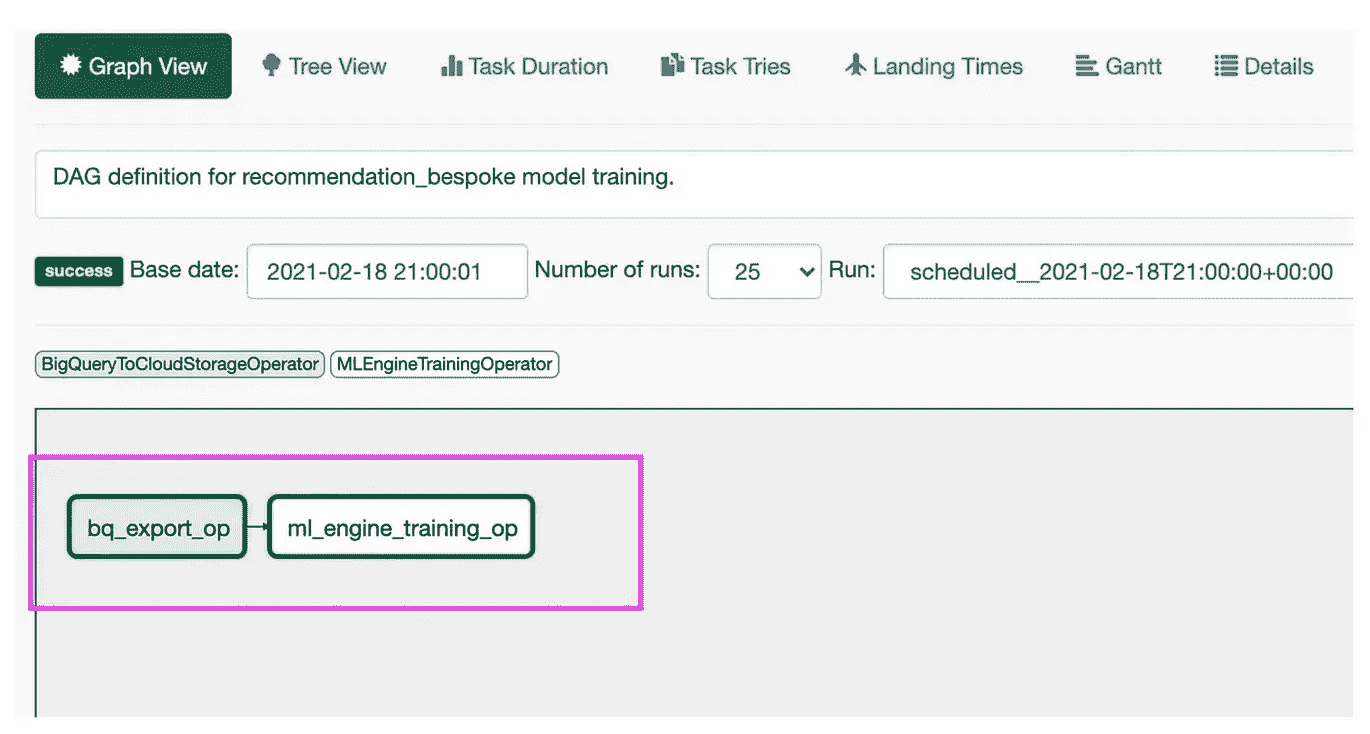 Graph View Tree View Task Duration Task Tries Landing Times Gantt Details
DAG definition for recommendation_bespoke model training.
success Base date: 2021-02-18 21:00:01 Number of runs: 25 Run: scheduled__2021-02-18T21:00:00+00:00
BigQueryToCloudStorageOperator MLEngineTrainingOperator
bq_export_op ml_engine_training_op